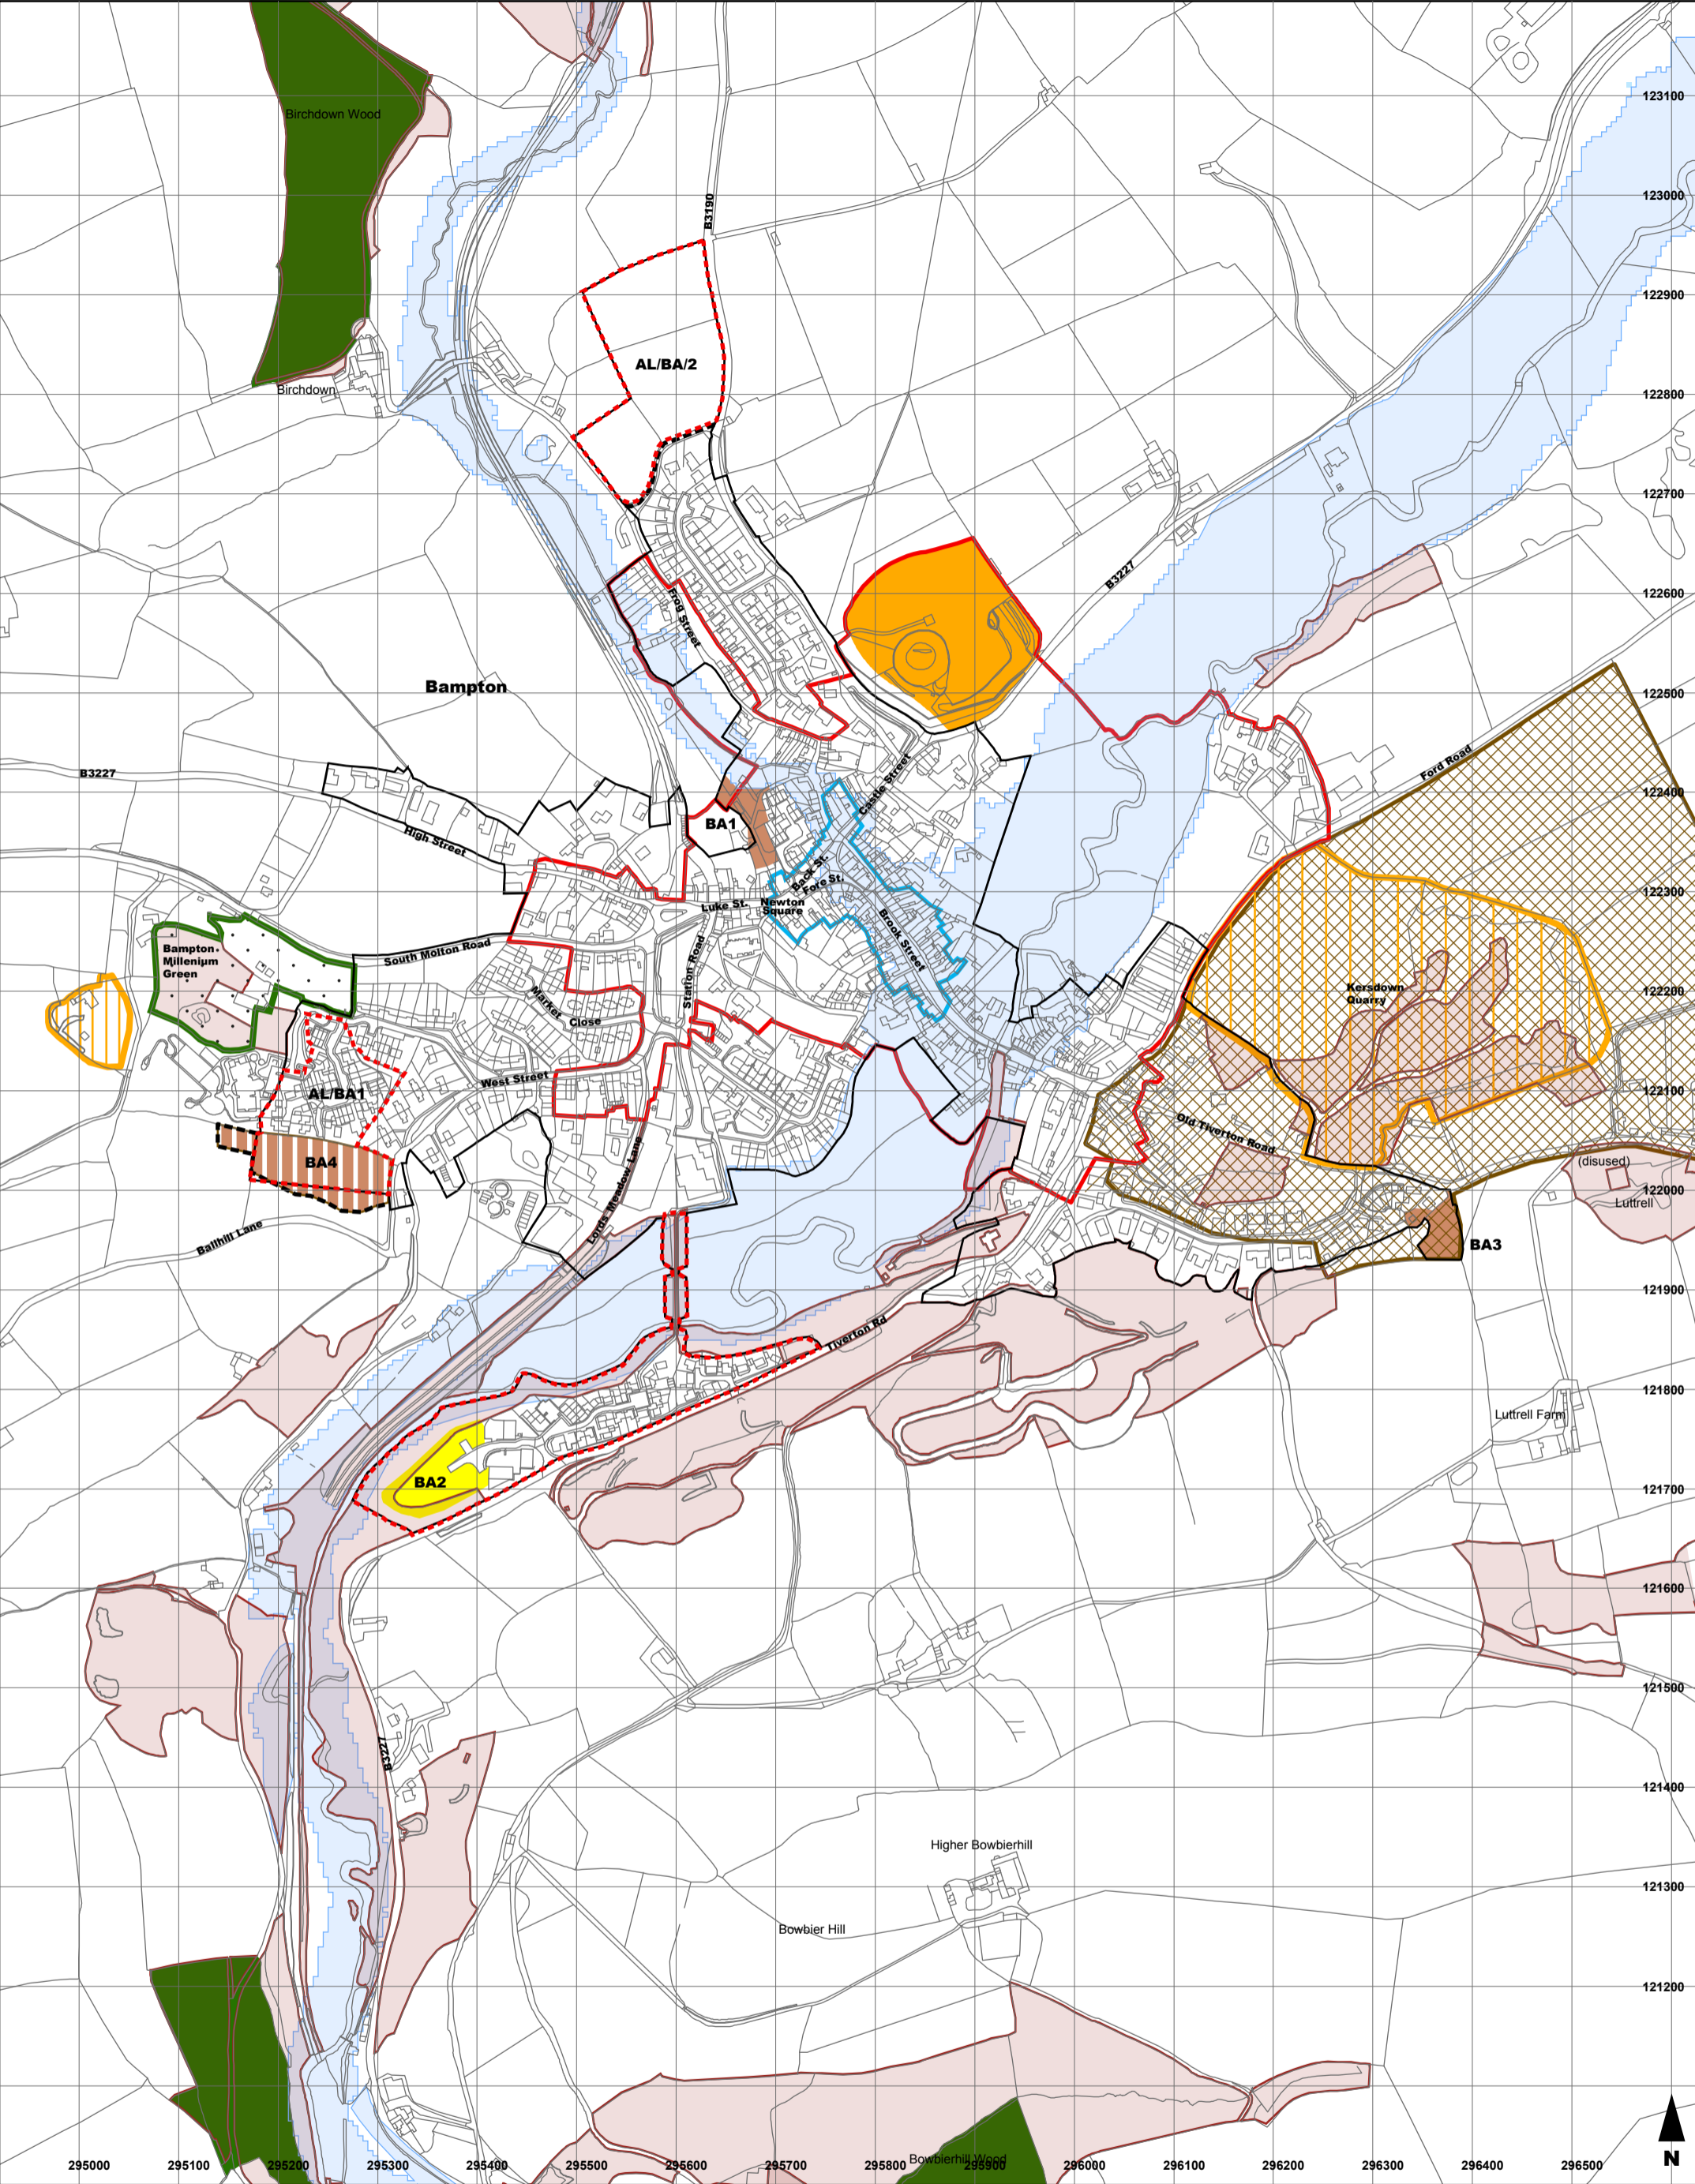 123100
Birchdown Wood
123000
B3190
122900
AL/BA/2
122800
Birchdown
122700
B3227
122600
Frog Street
Bampton
122500
Ford Road
B3227
122400
Castle Street
BA1
High Street
Back St.
Fore St.
122300
Luke St.
Newton
Square
Brook Street
South Molton Road
Bampton
Millenium
Green
Station Road
Kersdown
Quarry
122200
Market
Close
West Street
AL/BA1
122100
Old Tiverton Road
BA4
(disused)
Lords Meadow Lane
122000
Luttrell
Ballhill Lane
BA3
121900
Tiverton Rd
121800
Luttrell Farm
BA2
121700
121600
121500
B3227
121400
Higher Bowbierhill
121300
Bowbier Hill
121200
Bowbierhill Wood
295000
295100
295200
295300
295400
295500
295600
295700
295800
295900
296000
296100
296200
296300
296400
296500
N